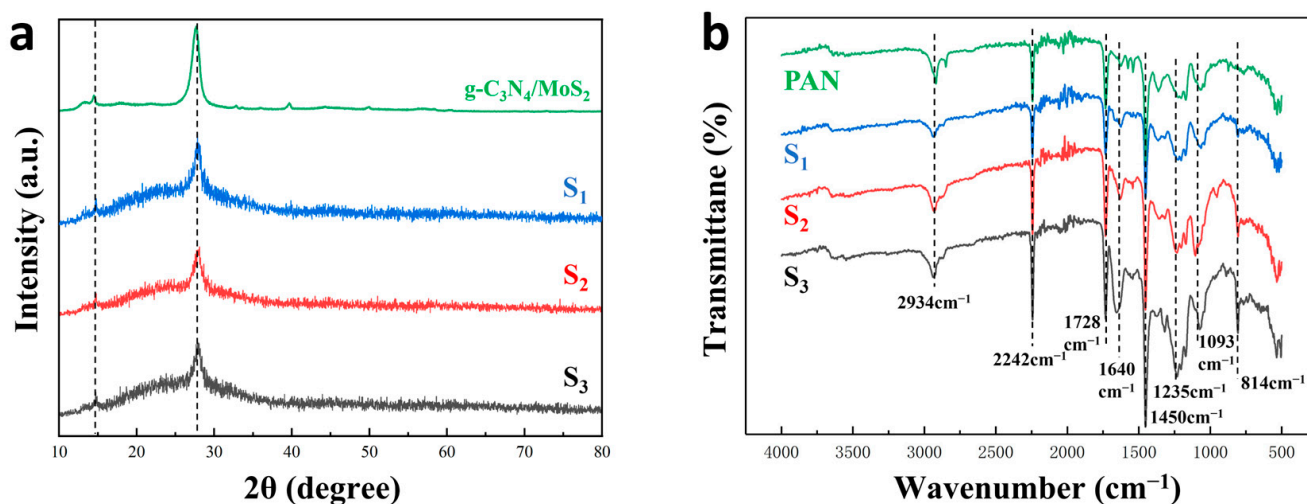 a
g-C₃N₄/MoS₂
S₁
S₂
S₃
Intensity (a.u.)
10 20 30 40 50 60 70 80
2θ (degree)
b
PAN
S₁
S₂
S₃
2934cm⁻¹
2242cm⁻¹
1728
cm⁻¹
1640
cm⁻¹
1450cm⁻¹
1235cm⁻¹
1093
cm⁻¹
814cm⁻¹
Transmittane (%)
4000 3500 3000 2500 2000 1500 1000 500
Wavenumber (cm⁻¹)